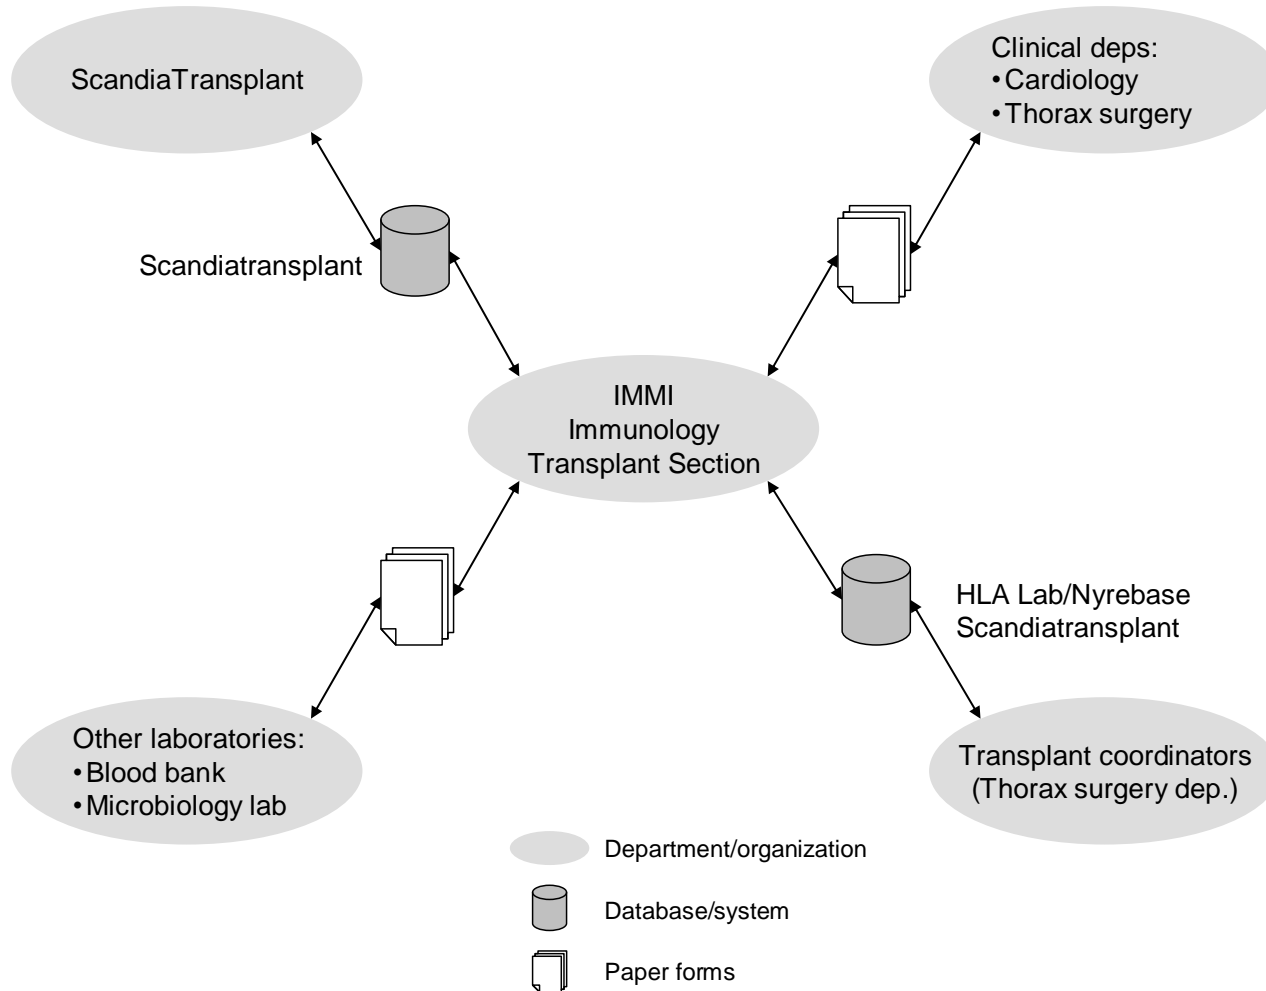 ScandiaTransplant
Clinical deps:
•Cardiology
•Thorax surgery
Scandiatransplant
IMMI
Immunology
Transplant Section
HLA Lab/Nyrebase
Scandiatransplant
Other laboratories:
•Blood bank
•Microbiology lab
Transplant coordinators
(Thorax surgery dep.)
Department/organization
Database/system
Paper forms